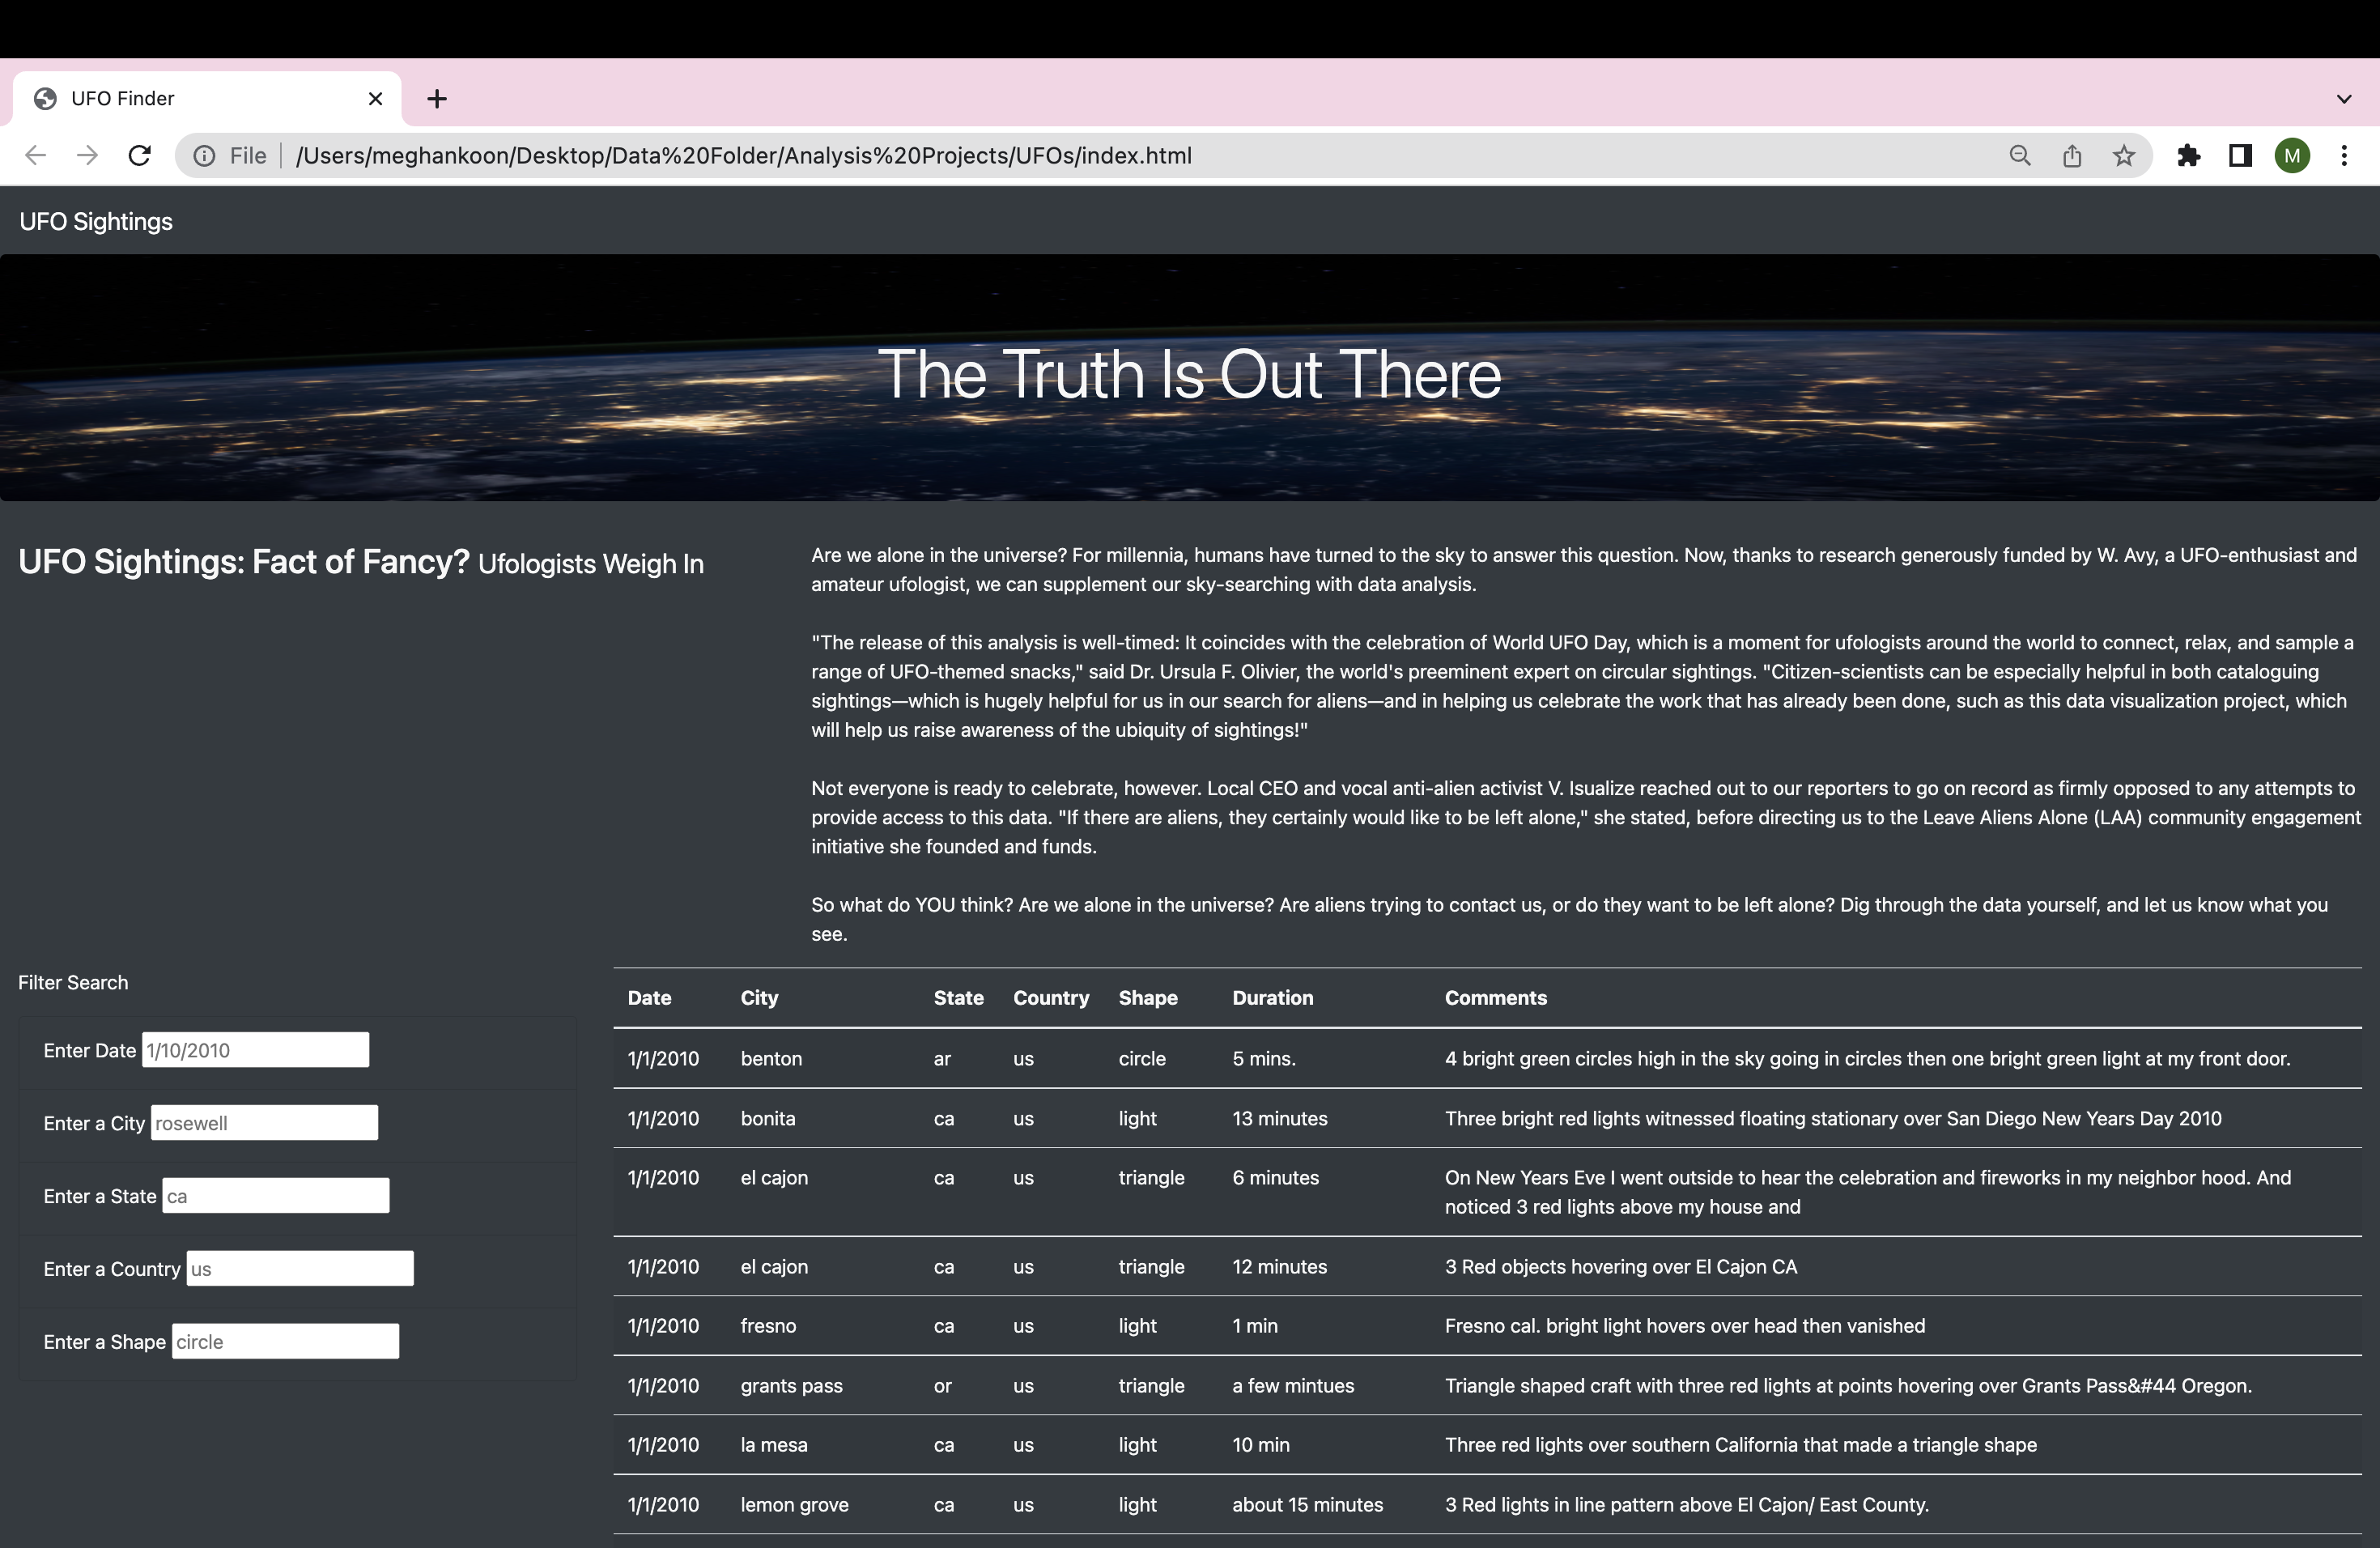 UFO Finder
File /Users/meghankoon/Desktop/Data%20Folder/Analysis%20Projects/UFOs/index.html
M
UFO Sightings
The Truth Is Out There
UFO Sightings: Fact of Fancy? Ufologists Weigh In
Are we alone in the universe? For millennia, humans have turned to the sky to answer this question. Now, thanks to research generously funded by W. Avy, a UFO-enthusiast and
amateur ufologist, we can supplement our sky-searching with data analysis.
"The release of this analysis is well-timed: It coincides with the celebration of World UFO Day, which is a moment for ufologists around the world to connect, relax, and sample a
range of UFO-themed snacks," said Dr. Ursula F. Olivier, the world's preeminent expert on circular sightings. "Citizen-scientists can be especially helpful in both cataloguing
sightings—which is hugely helpful for us in our search for aliens—and in helping us celebrate the work that has already been done, such as this data visualization project, which
will help us raise awareness of the ubiquity of sightings!"
Not everyone is ready to celebrate, however. Local CEO and vocal anti-alien activist V. Isualize reached out to our reporters to go on record as firmly opposed to any attempts to
provide access to this data. "If there are aliens, they certainly would like to be left alone," she stated, before directing us to the Leave Aliens Alone (LAA) community engagement
initiative she founded and funds.
So what do YOU think? Are we alone in the universe? Are aliens trying to contact us, or do they want to be left alone? Dig through the data yourself, and let us know what you
see.
Filter Search
Enter Date 1/10/2010
Enter a City rosewell
Enter a State ca
Enter a Country us
Enter a Shape circle
Date City State Country Shape Duration Comments
1/1/2010 benton ar us circle 5 mins. 4 bright green circles high in the sky going in circles then one bright green light at my front door.
1/1/2010 bonita ca us light 13 minutes Three bright red lights witnessed floating stationary over San Diego New Years Day 2010
1/1/2010 el cajon ca us triangle 6 minutes On New Years Eve I went outside to hear the celebration and fireworks in my neighbor hood. And
noticed 3 red lights above my house and
1/1/2010 el cajon ca us triangle 12 minutes 3 Red objects hovering over El Cajon CA
1/1/2010 fresno ca us light 1 min Fresno cal. bright light hovers over head then vanished
1/1/2010 grants pass or us triangle a few mintues Triangle shaped craft with three red lights at points hovering over Grants Pass&#44 Oregon.
1/1/2010 la mesa ca us light 10 min Three red lights over southern California that made a triangle shape
1/1/2010 lemon grove ca us light about 15 minutes 3 Red lights in line pattern above El Cajon/ East County.